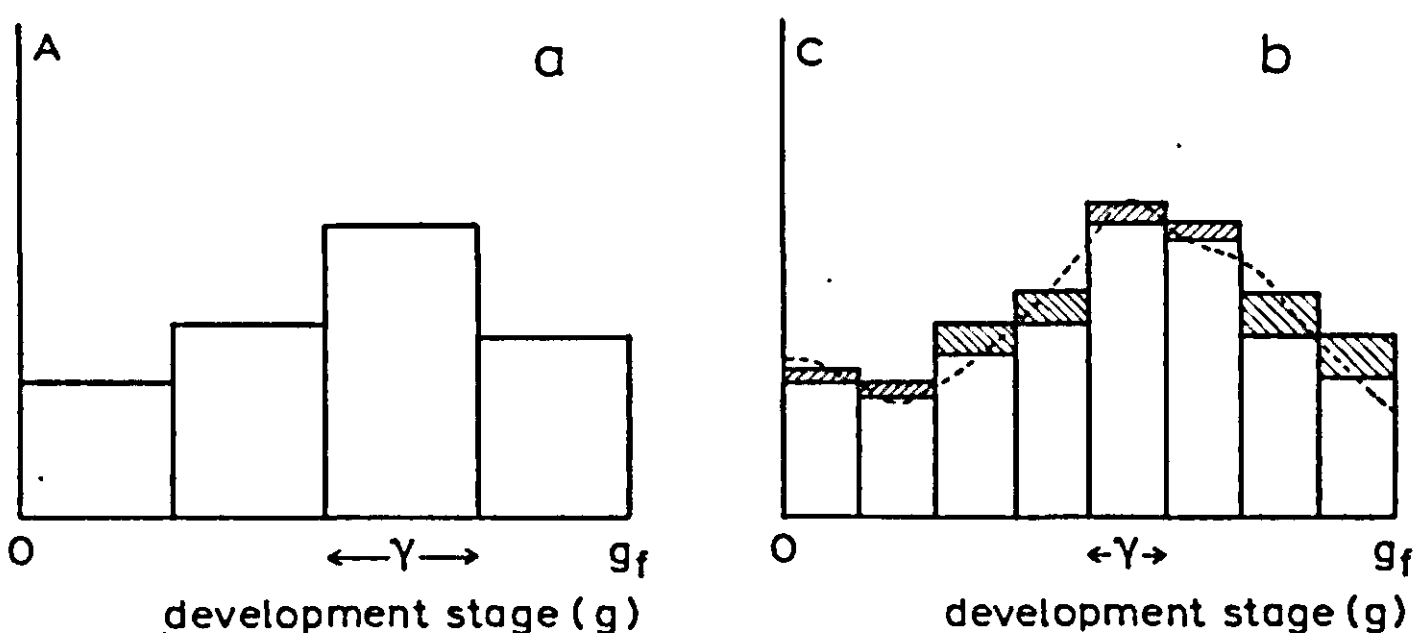 A
a
0
←γ→
g_f
development stage (g)
c
b
0
←γ→
g_f
development stage (g)